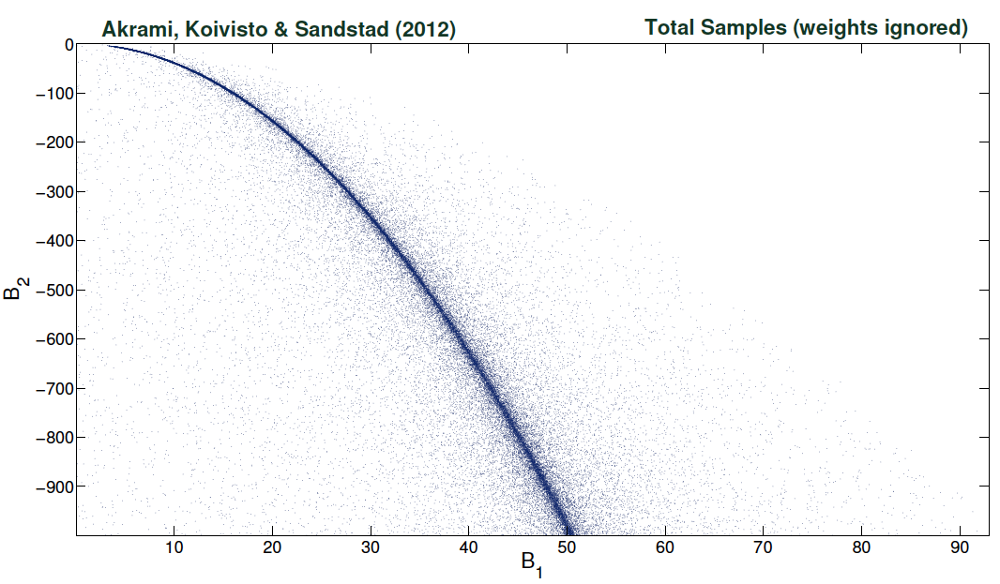 Akrami, Koivisto & Sandstad (2012)
Total Samples (weights ignored)
0
−100
−200
−300
−400
−500
−600
−700
−800
−900
B2
10 20 30 40 50 60 70 80 90
B1